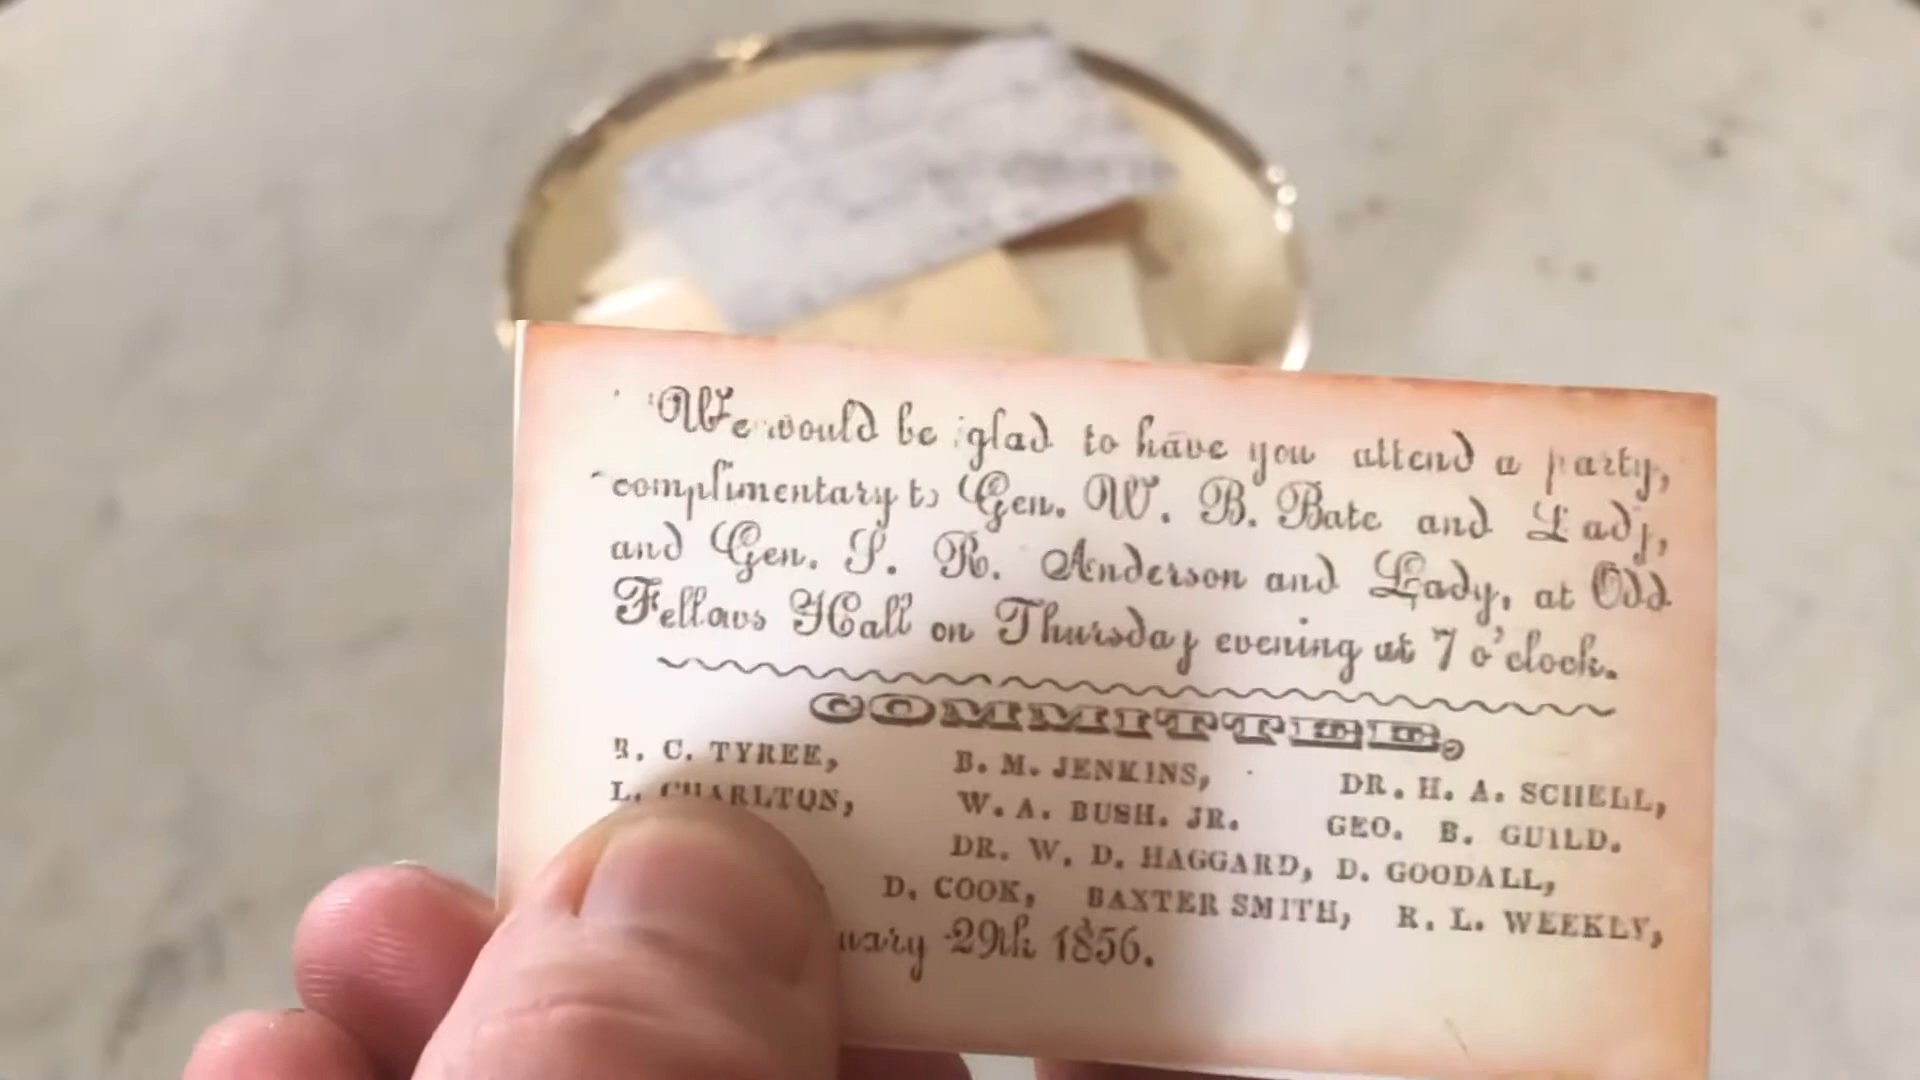 We would be glad to have you attend a party,
complimentary to Gen. W. B. Bate and Lady,
and Gen. S. R. Anderson and Lady, at Odd
Fellows Hall on Thursday evening at 7 o'clock.
COMMITTEE.
C. TYREE, B. M. JENKINS, DR. H. A. SCHELL,
L. CHARLTON, W. A. BUSH. JR. GEO. B. GUILD.
DR. W. D. HAGGARD, D. GOODALL,
D. COOK, BAXTER SMITH, R. L. WEEKLY,
29th 1856.